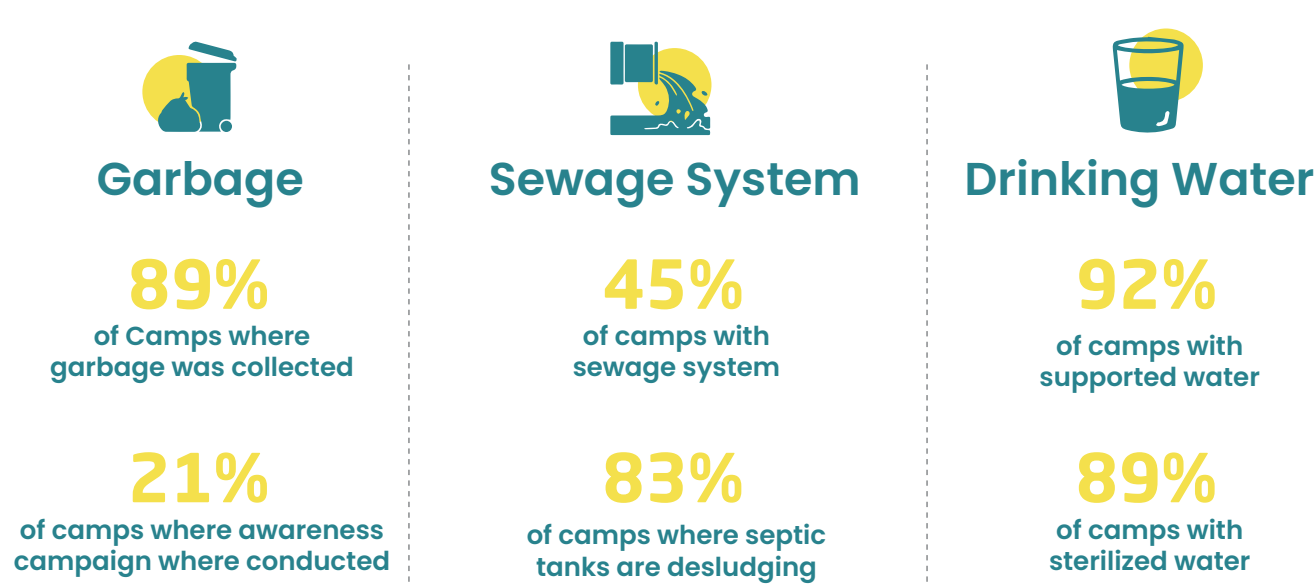 Garbage
89%
of Camps where
garbage was collected
21%
of camps where awareness
campaign where conducted
Sewage System
45%
of camps with
sewage system
83%
of camps where septic
tanks are desludging
Drinking Water
92%
of camps with
supported water
89%
of camps with
sterilized water